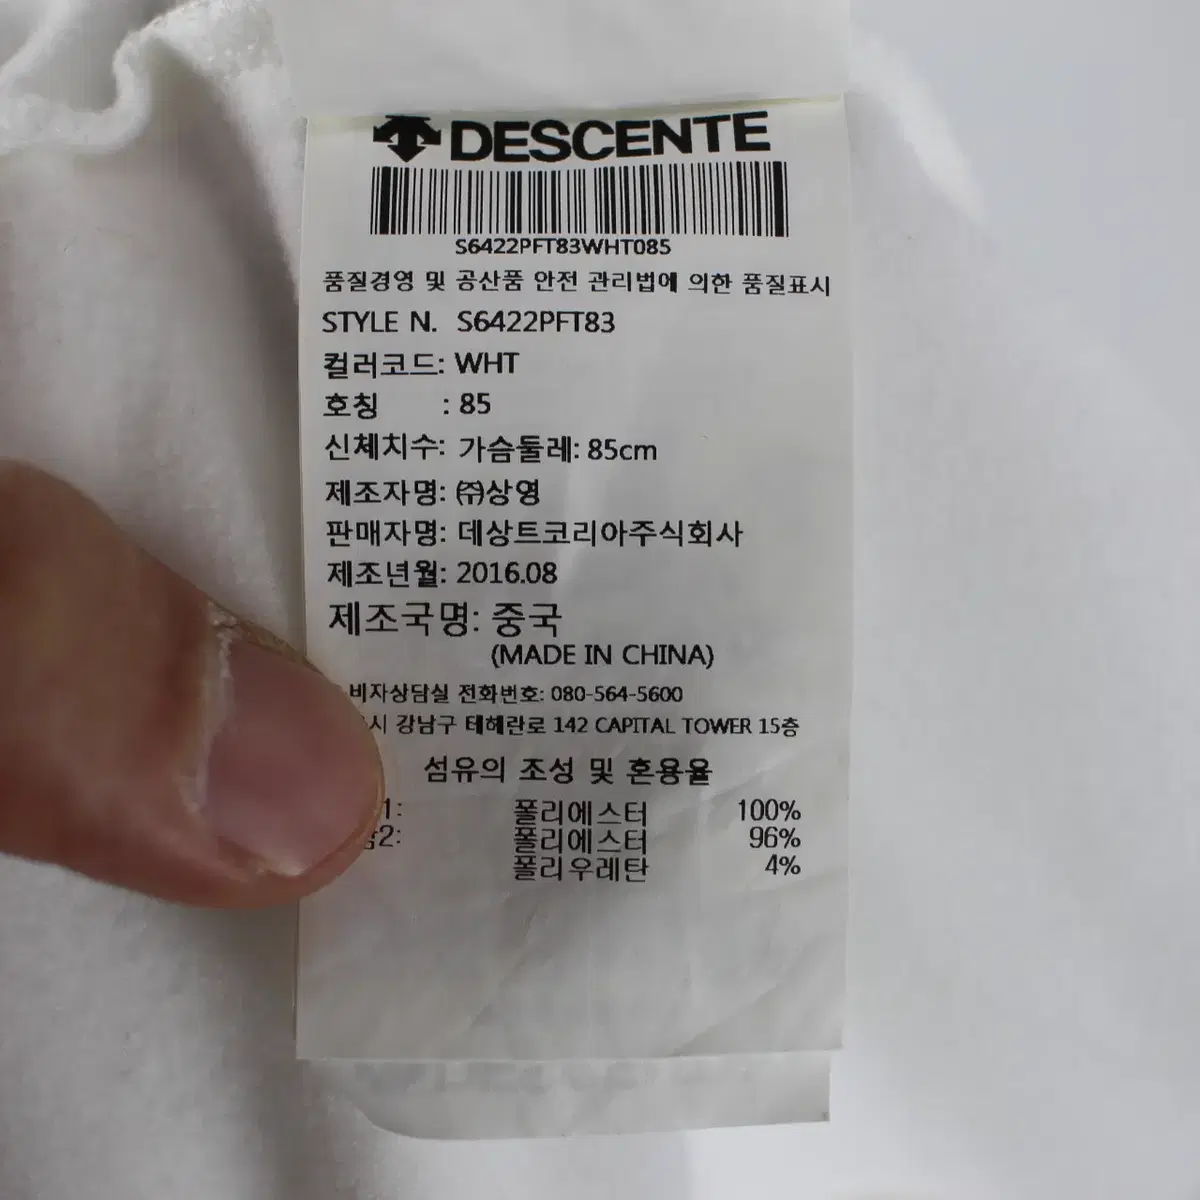 DESCENTE
S6422PFT83WHT085
품질경영 및 공산품 안전 관리법에 의한 품질표시
STYLE N. S6422PFT83
컬러코드: WHT
호칭 : 85
신체치수: 가슴둘레: 85cm
제조자명: ㈜상영
판매자명: 데상트코리아주식회사
제조년월: 2016.08
제조국명: 중국
(MADE IN CHINA)
비자상담실 전화번호: 080-564-5600
시 강남구 테헤란로 142 CAPITAL TOWER 15층
섬유의 조성 및 혼용율
1: 폴리에스터 100%
2: 폴리에스터 96%
폴리우레탄 4%